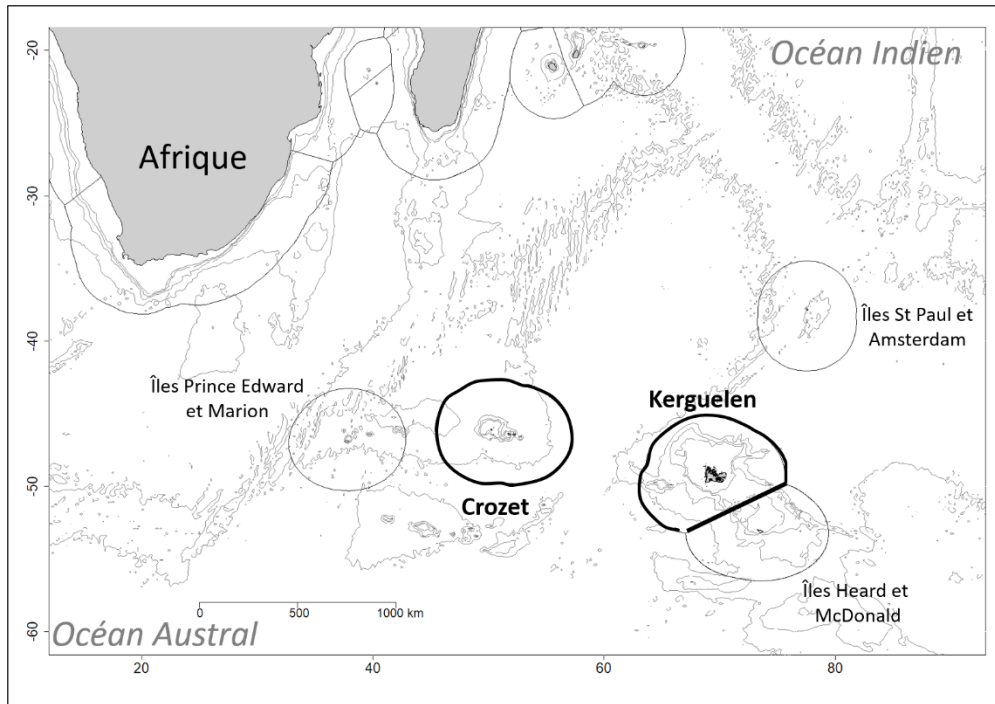 -20
Océan Indien
Afrique
-30
Îles St Paul et
Amsterdam
-40
Îles Prince Edward
et Marion
Kerguelen
-50
Crozet
Îles Heard et
McDonald
0 500 1000 km
-60
Océan Austral
20 40 60 80